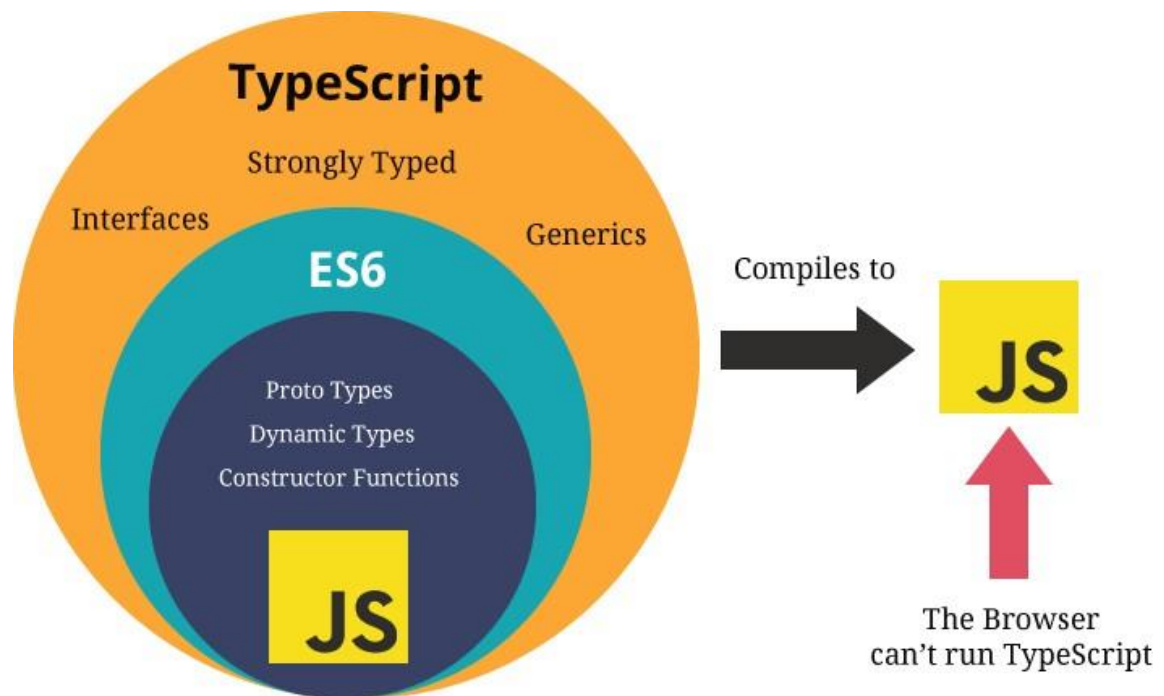 TypeScript
Strongly Typed
Interfaces
Generics
ES6
Proto Types
Dynamic Types
Constructor Functions
JS
Compiles to
JS
The Browser
can’t run TypeScript